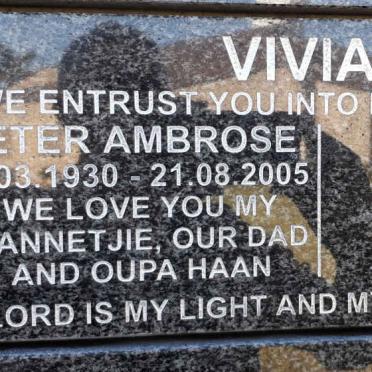 VIVIA
WE ENTRUST YOU INTO
ETER AMBROSE
.03.1930 - 21.08.2005
WE LOVE YOU MY
ANNETJIE, OUR DAD
AND OUPA HAAN
LORD IS MY LIGHT AND MY